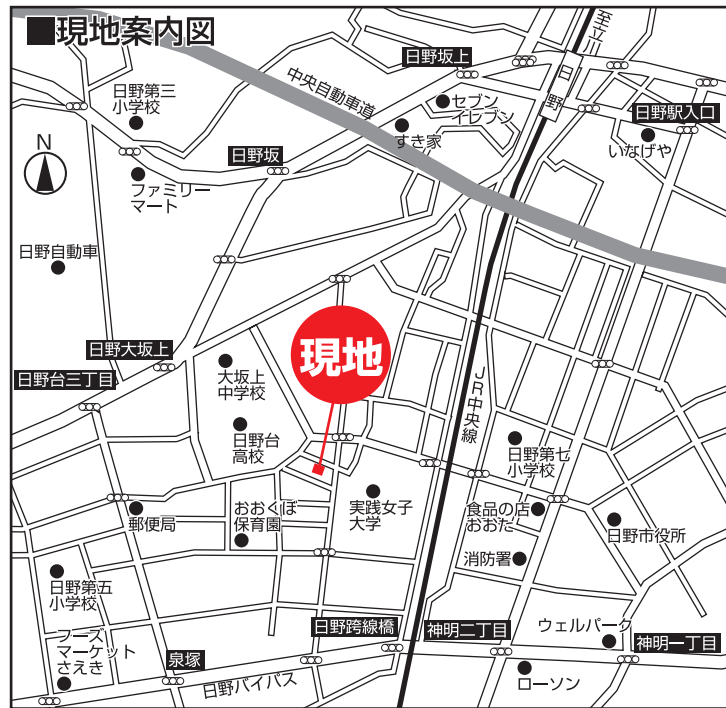 ■現地案内図
至立川
日野
日野坂上
中央自動車道
セブン
イレブン
すき家
日野駅入口
いなげや
日野第三
小学校
日野坂
N
ファミリー
マート
日野自動車
日野大坂上
日野台三丁目
大坂上
中学校
現地
JR中央線
日野台
高校
日野第七
小学校
おおくぼ
保育園
実践女子
大学
食品の店
おおた
日野市役所
郵便局
消防署
日野第五
小学校
日野跨線橋
神明二丁目
ウェルパーク
神明一丁目
フーズ
マーケット
さえき
泉塚
日野バイパス
ローソン